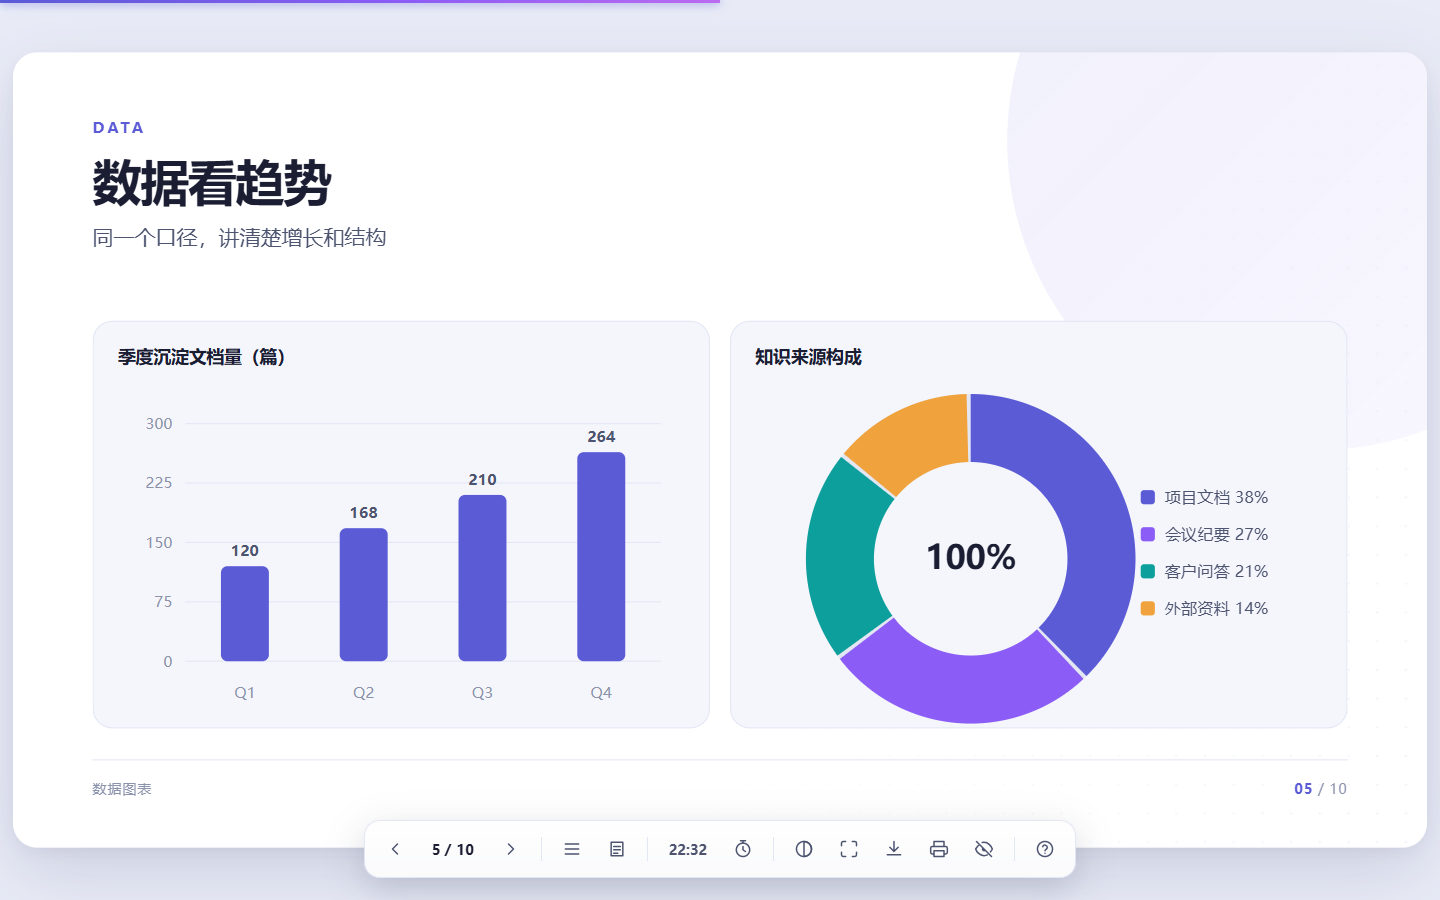 DATA
数据看趋势
同一个口径，讲清楚增长和结构
季度沉淀文档量（篇）
300
225
150
75
0
120
168
210
264
Q1
Q2
Q3
Q4
知识来源构成
100%
项目文档 38%
会议纪要 27%
客户问答 21%
外部资料 14%
数据图表
05 / 10
5 / 10
22:32